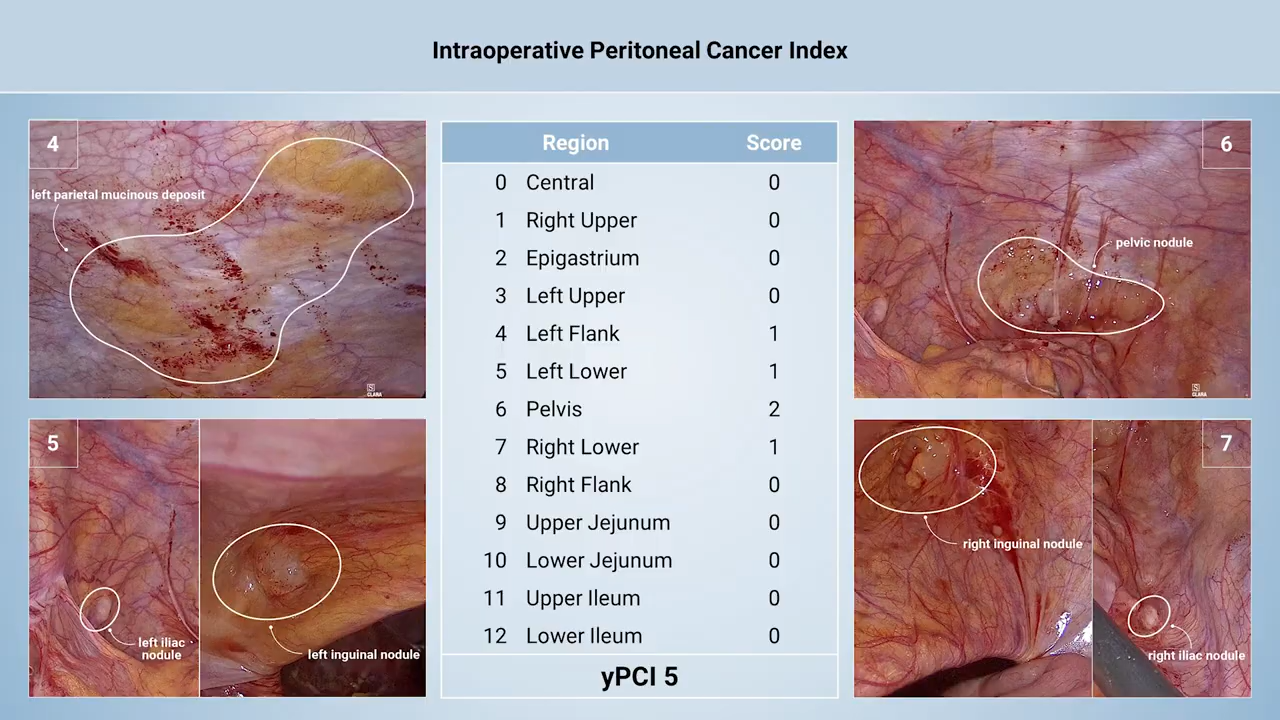 Intraoperative Peritoneal Cancer Index
4
left parietal mucinous deposit
S
CLARA
5
left iliac
nodule
left inguinal nodule
Region Score
0 Central 0
1 Right Upper 0
2 Epigastrium 0
3 Left Upper 0
4 Left Flank 1
5 Left Lower 1
6 Pelvis 2
7 Right Lower 1
8 Right Flank 0
9 Upper Jejunum 0
10 Lower Jejunum 0
11 Upper Ileum 0
12 Lower Ileum 0
yPCI 5
6
pelvic nodule
S
CLARA
7
right inguinal nodule
right iliac nodule